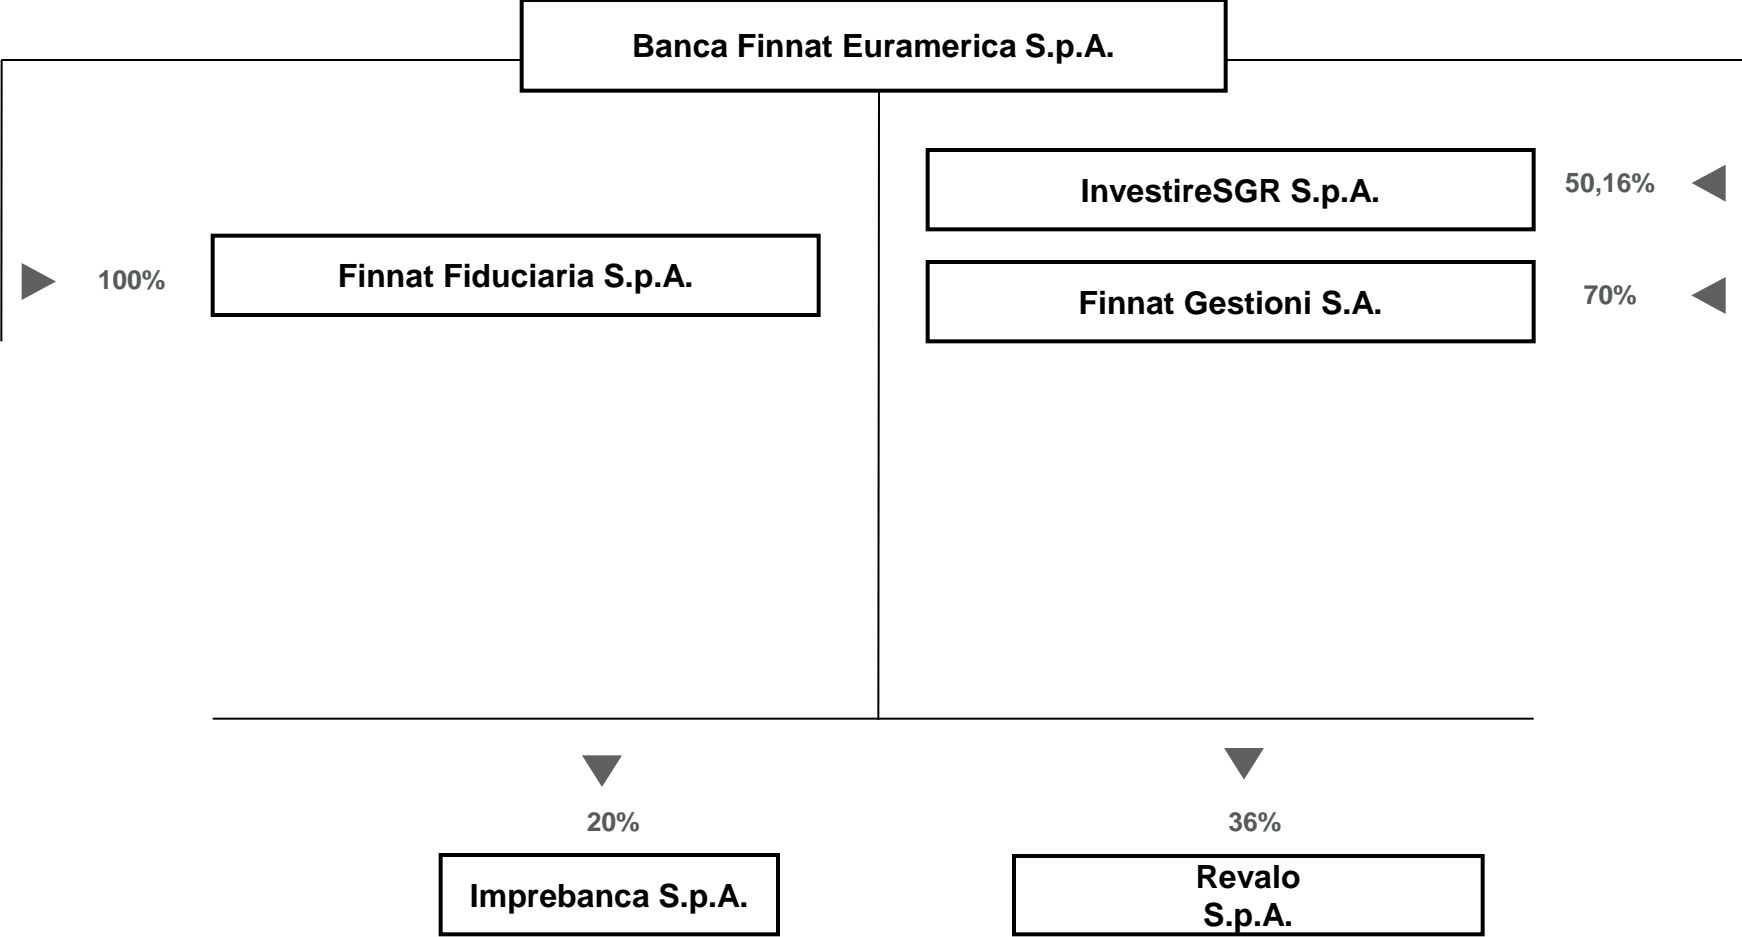 Banca Finnat Euramerica S.p.A.
InvestireSGR S.p.A.
50,16%
100%
Finnat Fiduciaria S.p.A.
Finnat Gestioni S.A.
70%
20%
36%
Imprebanca S.p.A.
Revalo
S.p.A.